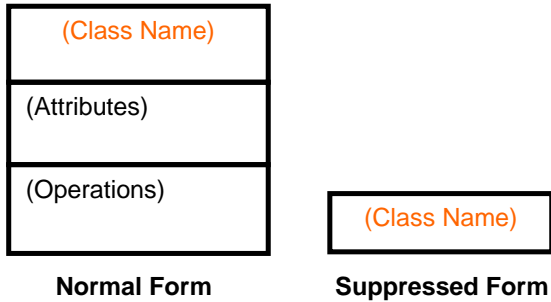 (Class Name)
(Attributes)
(Operations)
Normal Form
(Class Name)
Suppressed Form